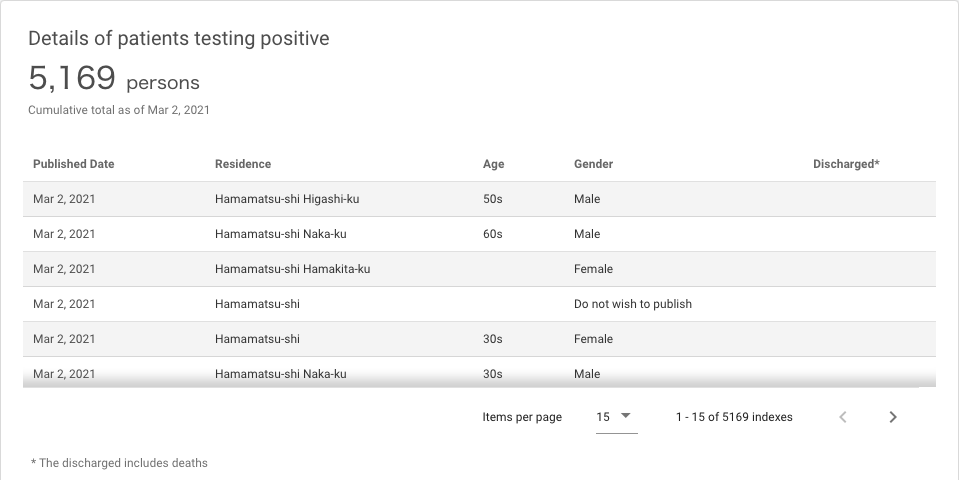 Details of patients testing positive
5,169 persons
Cumulative total as of Mar 2, 2021
Published Date Residence Age Gender Discharged*
Mar 2, 2021 Hamamatsu-shi Higashi-ku 50s Male
Mar 2, 2021 Hamamatsu-shi Naka-ku 60s Male
Mar 2, 2021 Hamamatsu-shi Hamakita-ku Female
Mar 2, 2021 Hamamatsu-shi Do not wish to publish
Mar 2, 2021 Hamamatsu-shi 30s Female
Mar 2, 2021 Hamamatsu-shi Naka-ku 30s Male
Items per page 15 1 - 15 of 5169 indexes
* The discharged includes deaths